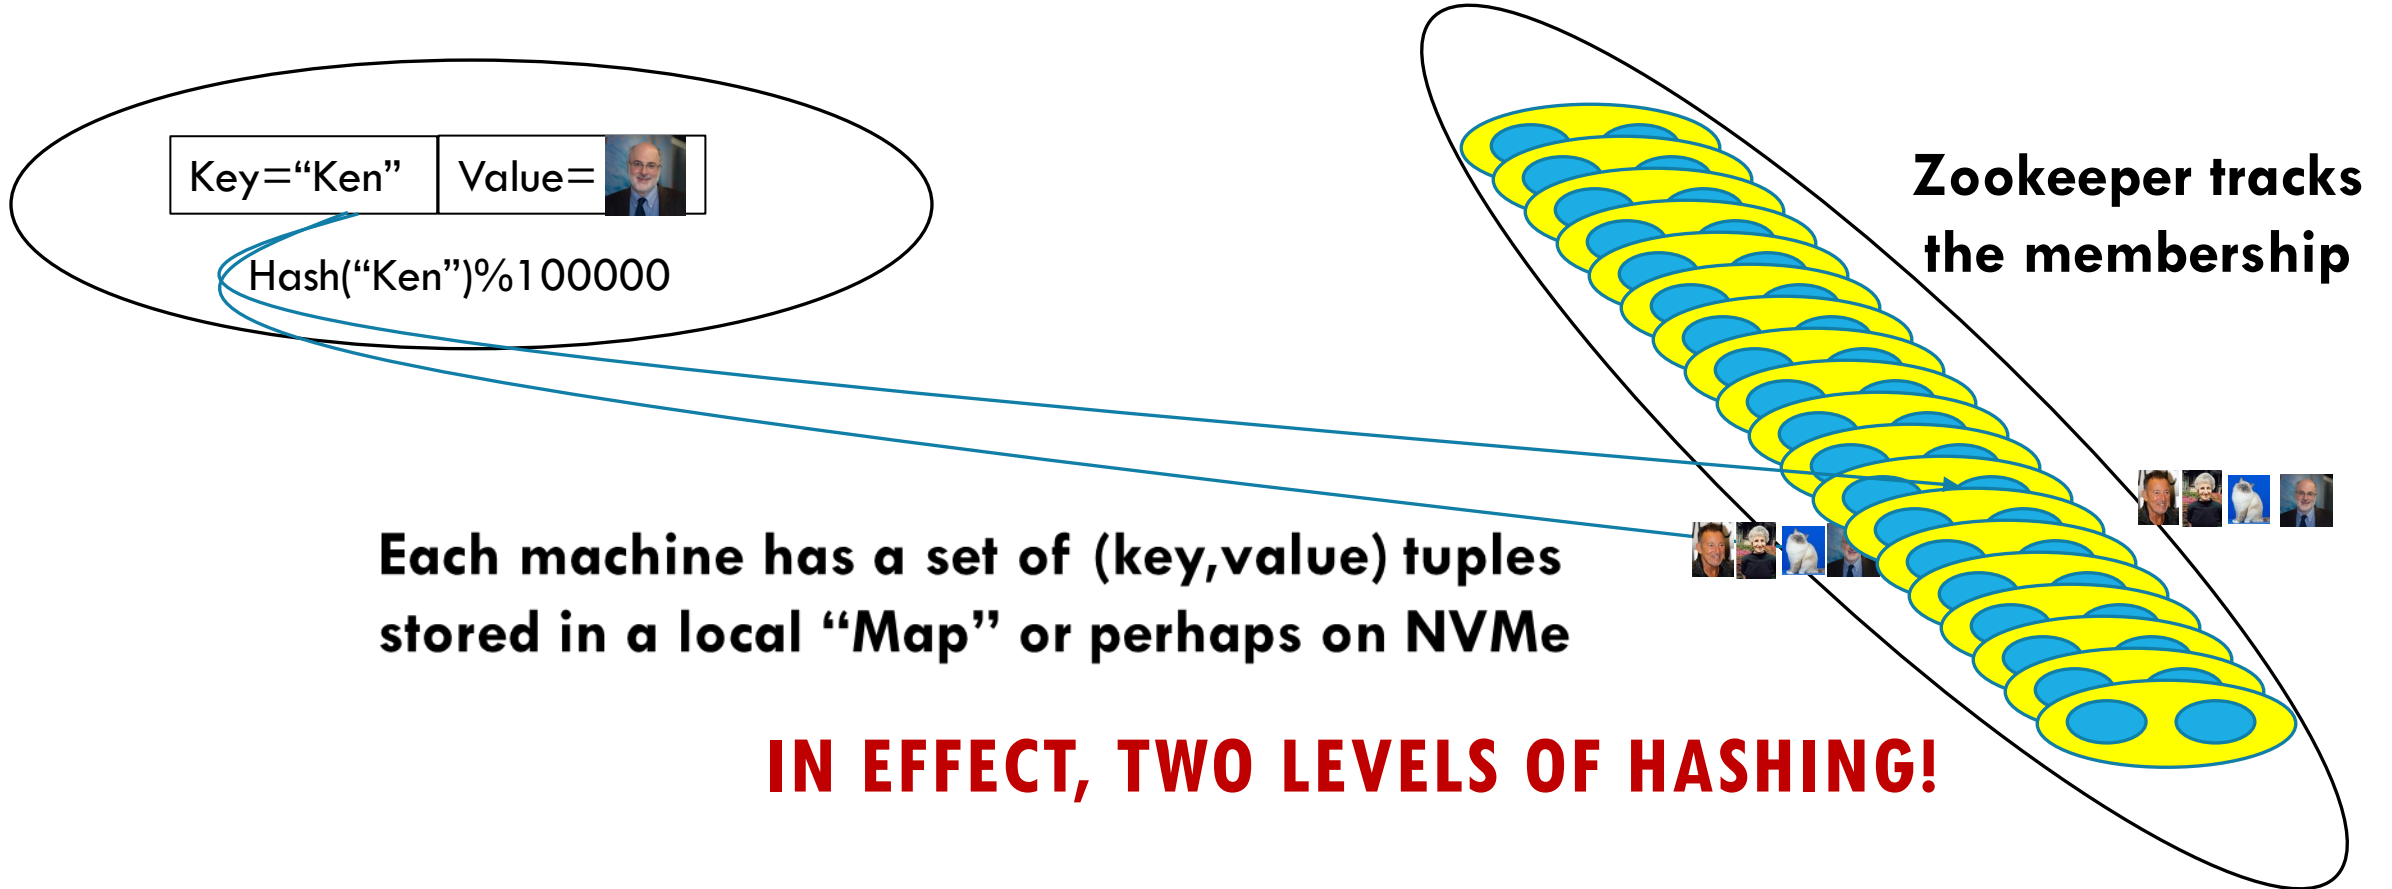 Key=“Ken”
Value=
Hash(“Ken”)%100000
Zookeeper tracks
the membership
Each machine has a set of (key,value) tuples
stored in a local “Map” or perhaps on NVMe
IN EFFECT, TWO LEVELS OF HASHING!